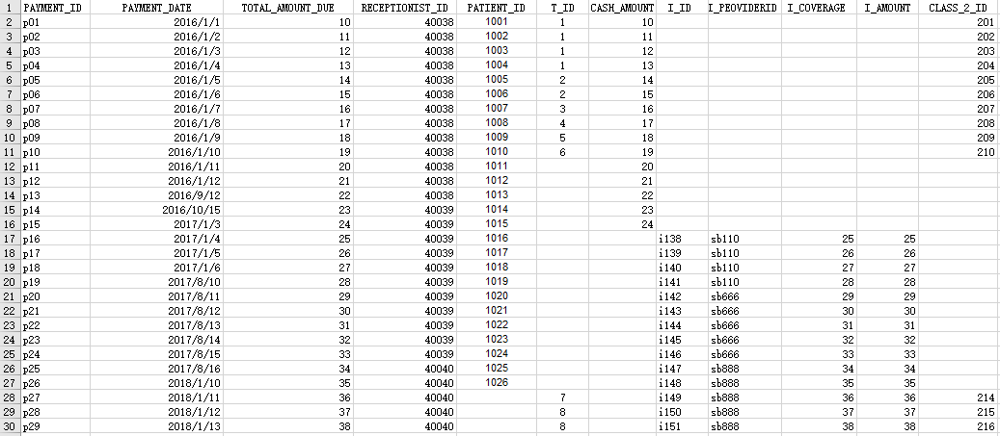 1 PAYMENT_ID PAYMENT_DATE TOTAL_AMOUNT_DUE RECEPTIONIST_ID PATIENT_ID T_ID CASH_AMOUNT I_ID I_PEOVIDERID I_COVERAGE I_AMOUNT CLASS_2_ID
2 p01 2016/1/1 10 40038 1001 1 10 201
3 p02 2016/1/2 11 40038 1002 1 11 202
4 p03 2016/1/3 12 40038 1003 1 12 203
5 p04 2016/1/4 13 40038 1004 1 13 204
6 p05 2016/1/5 14 40038 1005 2 14 205
7 p06 2016/1/6 15 40038 1006 2 15 206
8 p07 2016/1/7 16 40038 1007 3 16 207
9 p08 2016/1/8 17 40038 1008 4 17 208
10 p09 2016/1/9 18 40038 1009 5 18 209
11 p10 2016/1/10 19 40038 1010 6 19 210
12 p11 2016/1/11 20 40038 1011 20
13 p12 2016/1/12 21 40038 1012 21
14 p13 2016/9/12 22 40038 1013 22
15 p14 2016/10/15 23 40039 1014 23
16 p15 2017/1/3 24 40039 1015 24
17 p16 2017/1/4 25 40039 1016 i138 sb110 25 25
18 p17 2017/1/5 26 40039 1017 i139 sb110 26 26
19 p18 2017/1/6 27 40039 1018 i140 sb110 27 27
20 p19 2017/8/10 28 40039 1019 i141 sb110 28 28
21 p20 2017/8/11 29 40039 1020 i142 sb666 29 29
22 p21 2017/8/12 30 40039 1021 i143 sb666 30 30
23 p22 2017/8/13 31 40039 1022 i144 sb666 31 31
24 p23 2017/8/14 32 40039 1023 i145 sb666 32 32
25 p24 2017/8/15 33 40039 1024 i146 sb666 33 33
26 p25 2017/8/16 34 40040 1025 i147 sb888 34 34
27 p26 2018/1/10 35 40040 1026 i148 sb888 35 35
28 p27 2018/1/11 36 40040 7 i149 sb888 36 36 214
29 p28 2018/1/12 37 40040 8 i150 sb888 37 37 215
30 p29 2018/1/13 38 40040 8 i151 sb888 38 38 216